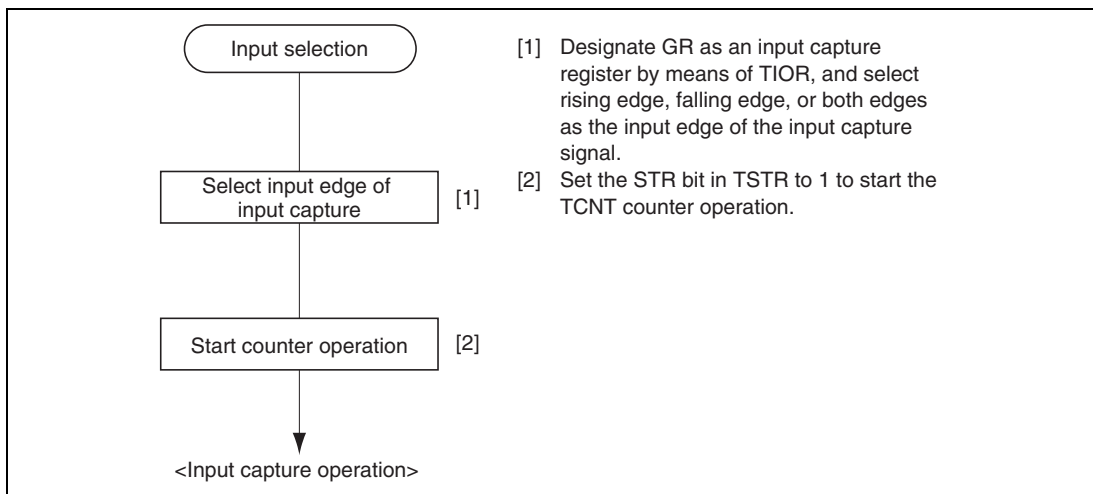 Input selection
Select input edge of
input capture
[1]
Start counter operation
[2]
<Input capture operation>
[1] Designate GR as an input capture
register by means of TIOR, and select
rising edge, falling edge, or both edges
as the input edge of the input capture
signal.
[2] Set the STR bit in TSTR to 1 to start the
TCNT counter operation.